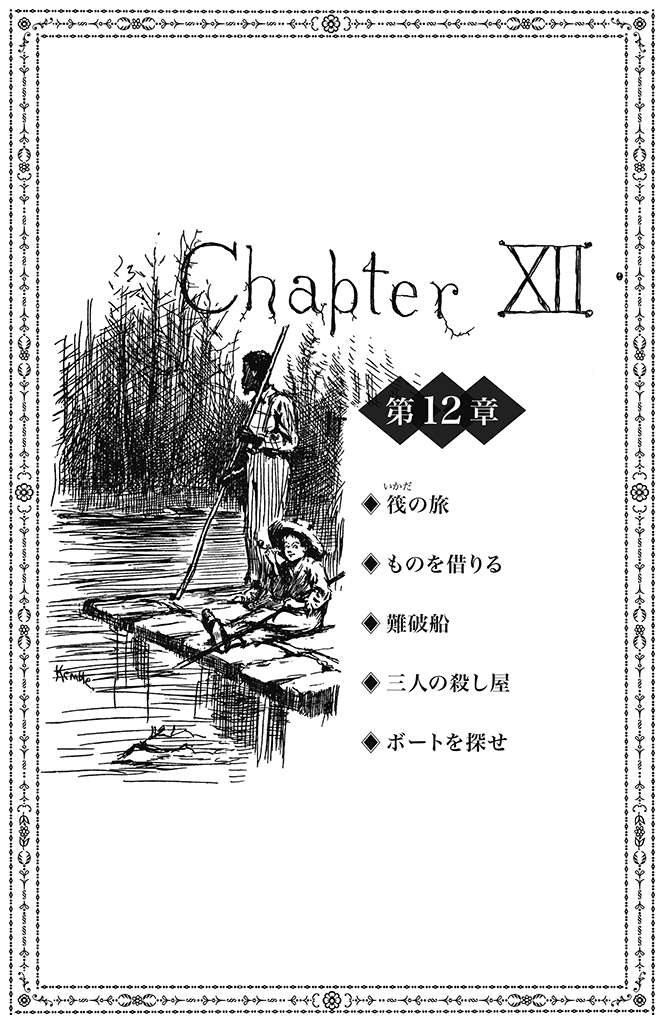 Chapter XII
第12章
いかだ
◈ 筏の旅
◈ ものを借りる
◈ 難破船
◈ 三人の殺し屋
◈ ボートを探せ
Kemble